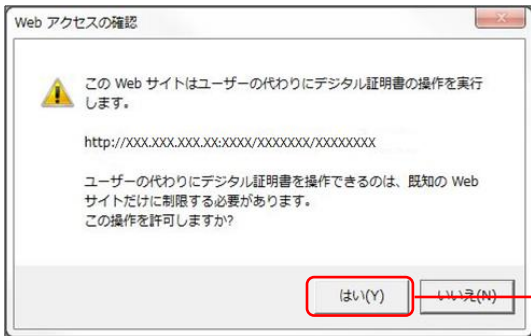 Web アクセスの確認
この Web サイトはユーザーの代わりにデジタル証明書の操作を実行
します。
http://XXX.XXX.XXX.XX:XXXX/XXXXXXX/XXXXXXXX
ユーザーの代わりにデジタル証明書を操作できるのは、既知の Web
サイトだけに制限する必要があります。
この操作を許可しますか?
はい(Y)
いいえ(N)